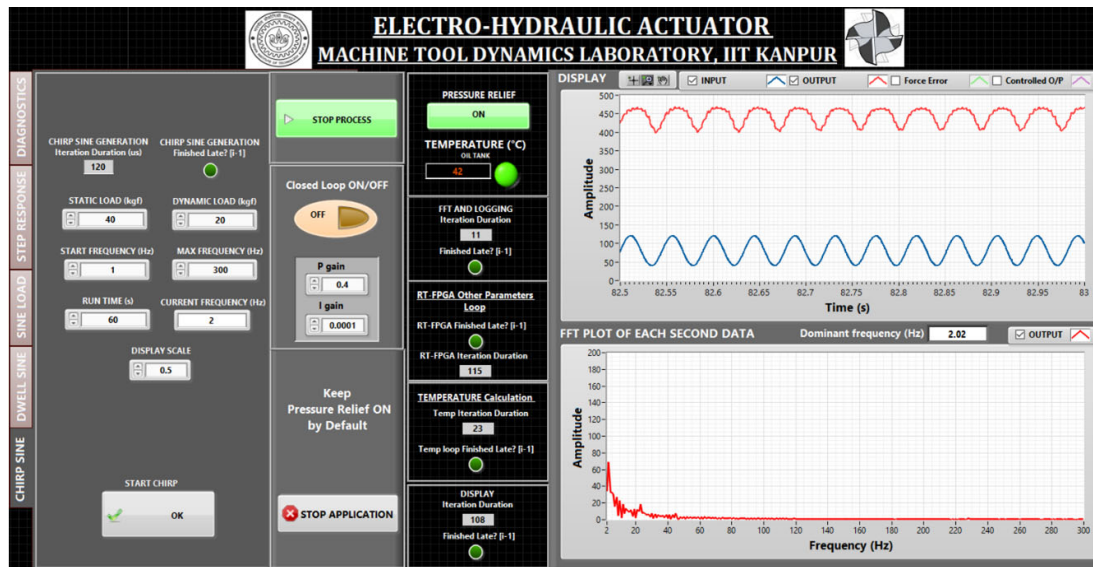 ELECTRO-HYDRAULIC ACTUATOR
MACHINE TOOL DYNAMICS LABORATORY, IIT KANPUR
DIAGNOSTICS
STEP RESPONSE
SINE LOAD
DWELL SINE
CHIRP SINE
CHIRP SINE GENERATION
Iteration Duration (us)
120
CHIRP SINE GENERATION
Finished Late? [i-1]
STATIC LOAD (kgf)
40
DYNAMIC LOAD (kgf)
20
START FREQUENCY (Hz)
1
MAX FREQUENCY (Hz)
300
RUN TIME (s)
60
CURRENT FREQUENCY (Hz)
2
DISPLAY SCALE
0.5
START CHIRP
OK
STOP PROCESS
Closed Loop ON/OFF
OFF
P gain
0.4
I gain
0.0001
Keep
Pressure Relief ON
by Default
STOP APPLICATION
PRESSURE RELIEF
ON
TEMPERATURE (°C)
OIL TANK
42
FFT AND LOGGING
Iteration Duration
11
Finished Late? [i-1]
RT-FPGA Other Parameters
Loop
RT-FPGA Finished Late? [i-1]
RT-FPGA Iteration Duration
115
TEMPERATURE Calculation
Temp Iteration Duration
23
Temp loop Finished Late? [i-1]
DISPLAY
Iteration Duration
108
Finished Late? [i-1]
DISPLAY
INPUT
OUTPUT
Force Error
Controlled O/P
Amplitude
500
450
400
350
300
250
200
150
100
50
0
82.5 82.55 82.6 82.65 82.7 82.75 82.8 82.85 82.9 82.95 83
Time (s)
FFT PLOT OF EACH SECOND DATA
Dominant frequency (Hz) 2.02
OUTPUT
Amplitude
200
180
160
140
120
100
80
60
40
20
0
2 20 40 60 80 100 120 140 160 180 200 220 240 260 280 300
Frequency (Hz)